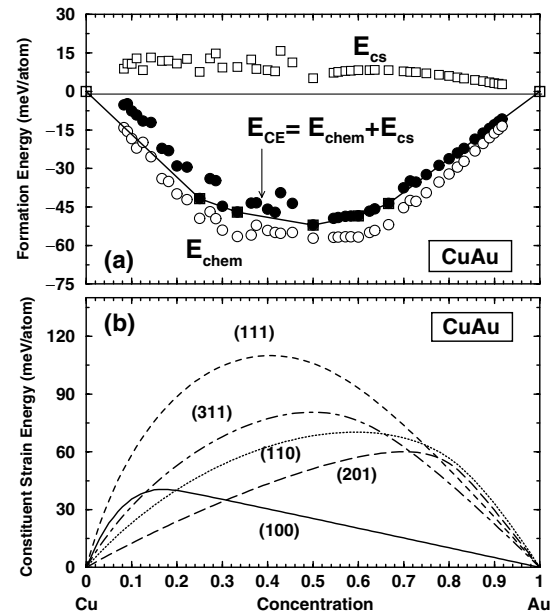 30
15
0
−15
−30
−45
−60
−75
Formation Energy (meV/atom)
E_cs
E_CE= E_chem+E_cs
E_chem
(a)
CuAu
120
90
60
30
0
Constituent Strain Energy (meV/atom)
(b)
CuAu
(111)
(311)
(110)
(201)
(100)
0 0.1 0.2 0.3 0.4 0.5 0.6 0.7 0.8 0.9 1
Cu Concentration Au